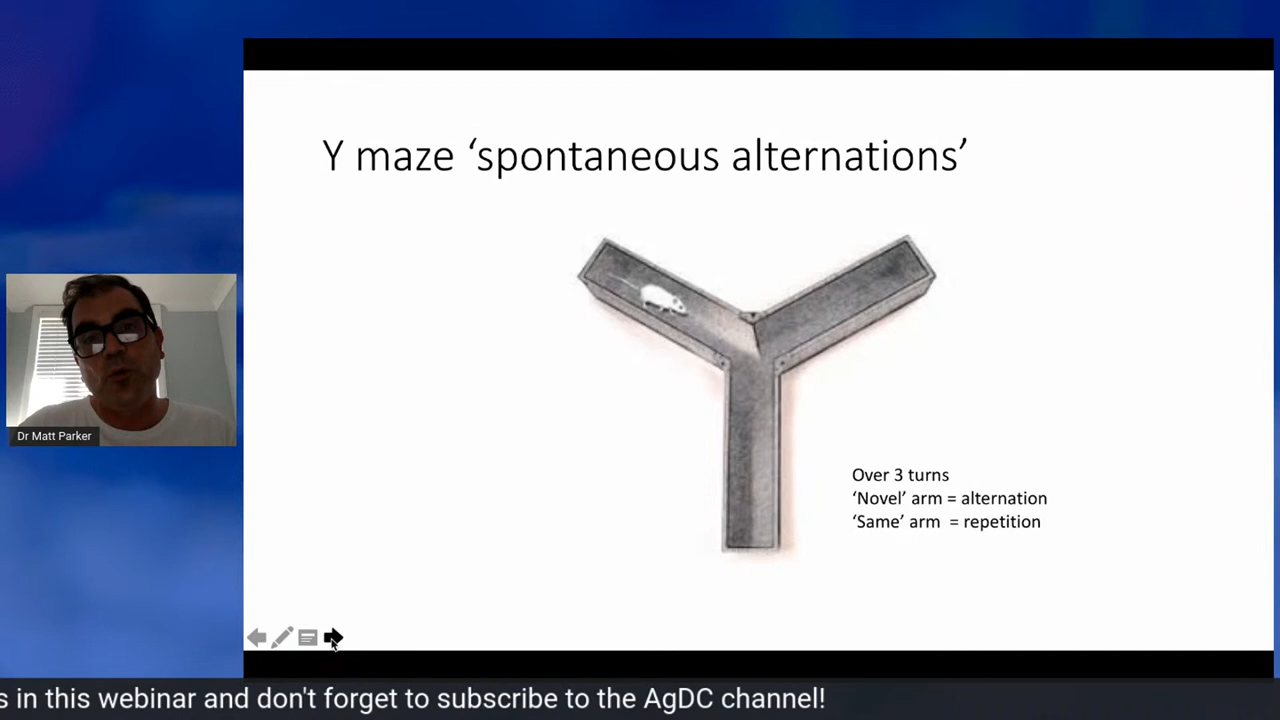 Y maze ‘spontaneous alternations’
Over 3 turns
‘Novel’ arm = alternation
‘Same’ arm = repetition
Dr Matt Parker
s in this webinar and don't forget to subscribe to the AgDC channel!